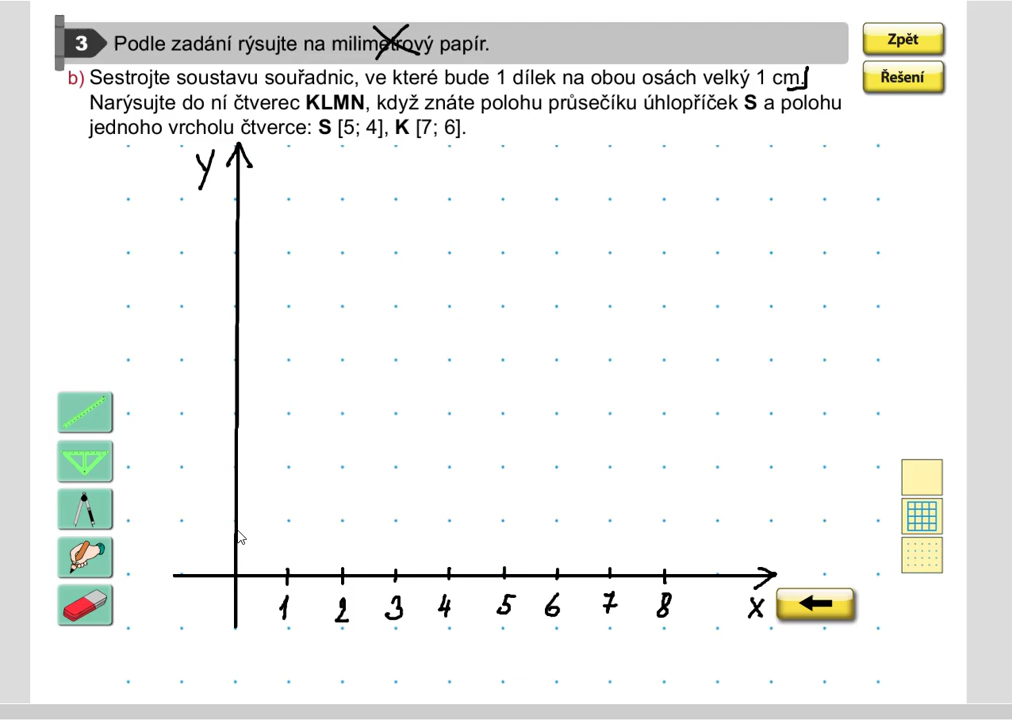 3 Podle zadání rýsujte na milimetrový papír.
Zpět
Řešení
b) Sestrojte soustavu souřadnic, ve které bude 1 dílek na obou osách velký 1 cm.
Narýsujte do ní čtverec KLMN, když znáte polohu průsečíku úhlopříček S a polohu
jednoho vrcholu čtverce: S [5; 4], K [7; 6].
y
1 2 3 4 5 6 7 8 x